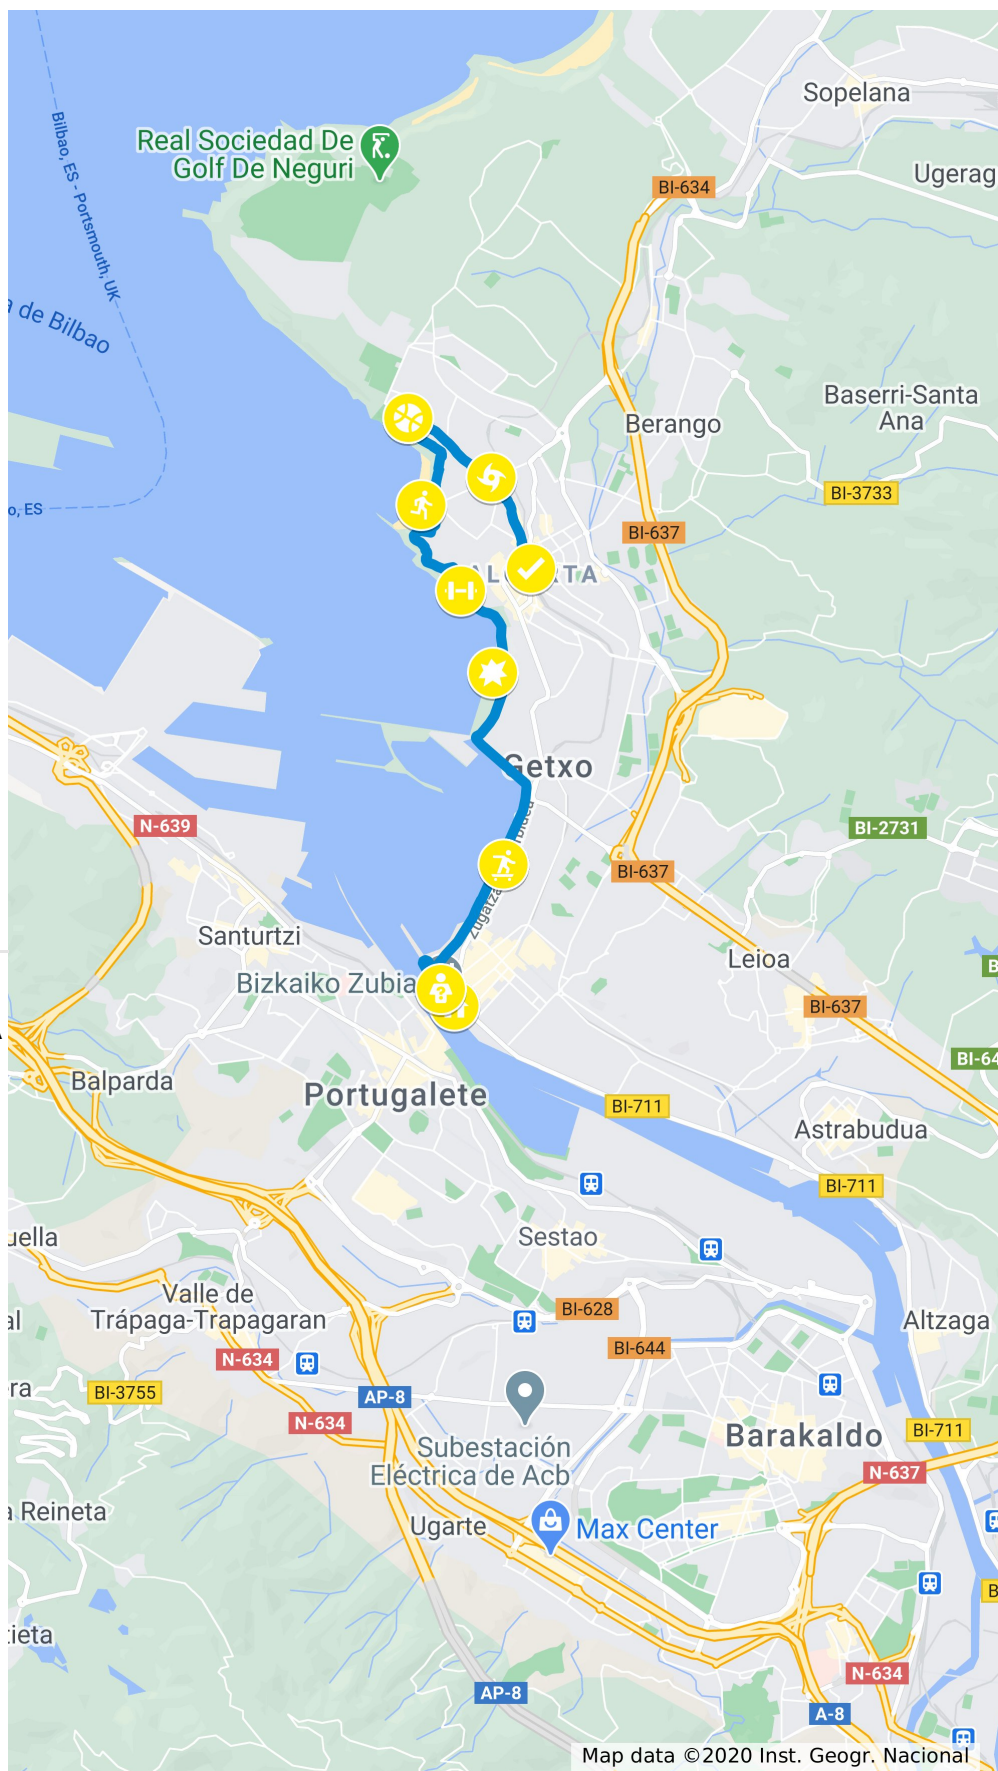 Sopelana
Bilbao, ES - Portsmouth, UK
Real Sociedad De
Golf De Neguri
Ugerag
BI-634
a de Bilbao
Baserri-Santa
Ana
Berango
BI-3733
o, ES
BI-637
Getxo
N-639
BI-2731
BI-637
Zugatza
Santurtzi
Leioa
Bizkaiko Zubia
B
BI-637
BI-64
Balparda
Portugalete
BI-711
Astrabudua
BI-711
uella
Sestao
Valle de
Trápaga-Trapagaran
BI-628
al
Altzaga
BI-644
N-634
era
BI-3755
AP-8
N-634
BI-711
Subestación
Eléctrica de Acb
Barakaldo
N-637
a Reineta
Ugarte
Max Center
B
tieta
N-634
AP-8
A-8
Map data ©2020 Inst. Geogr. Nacional